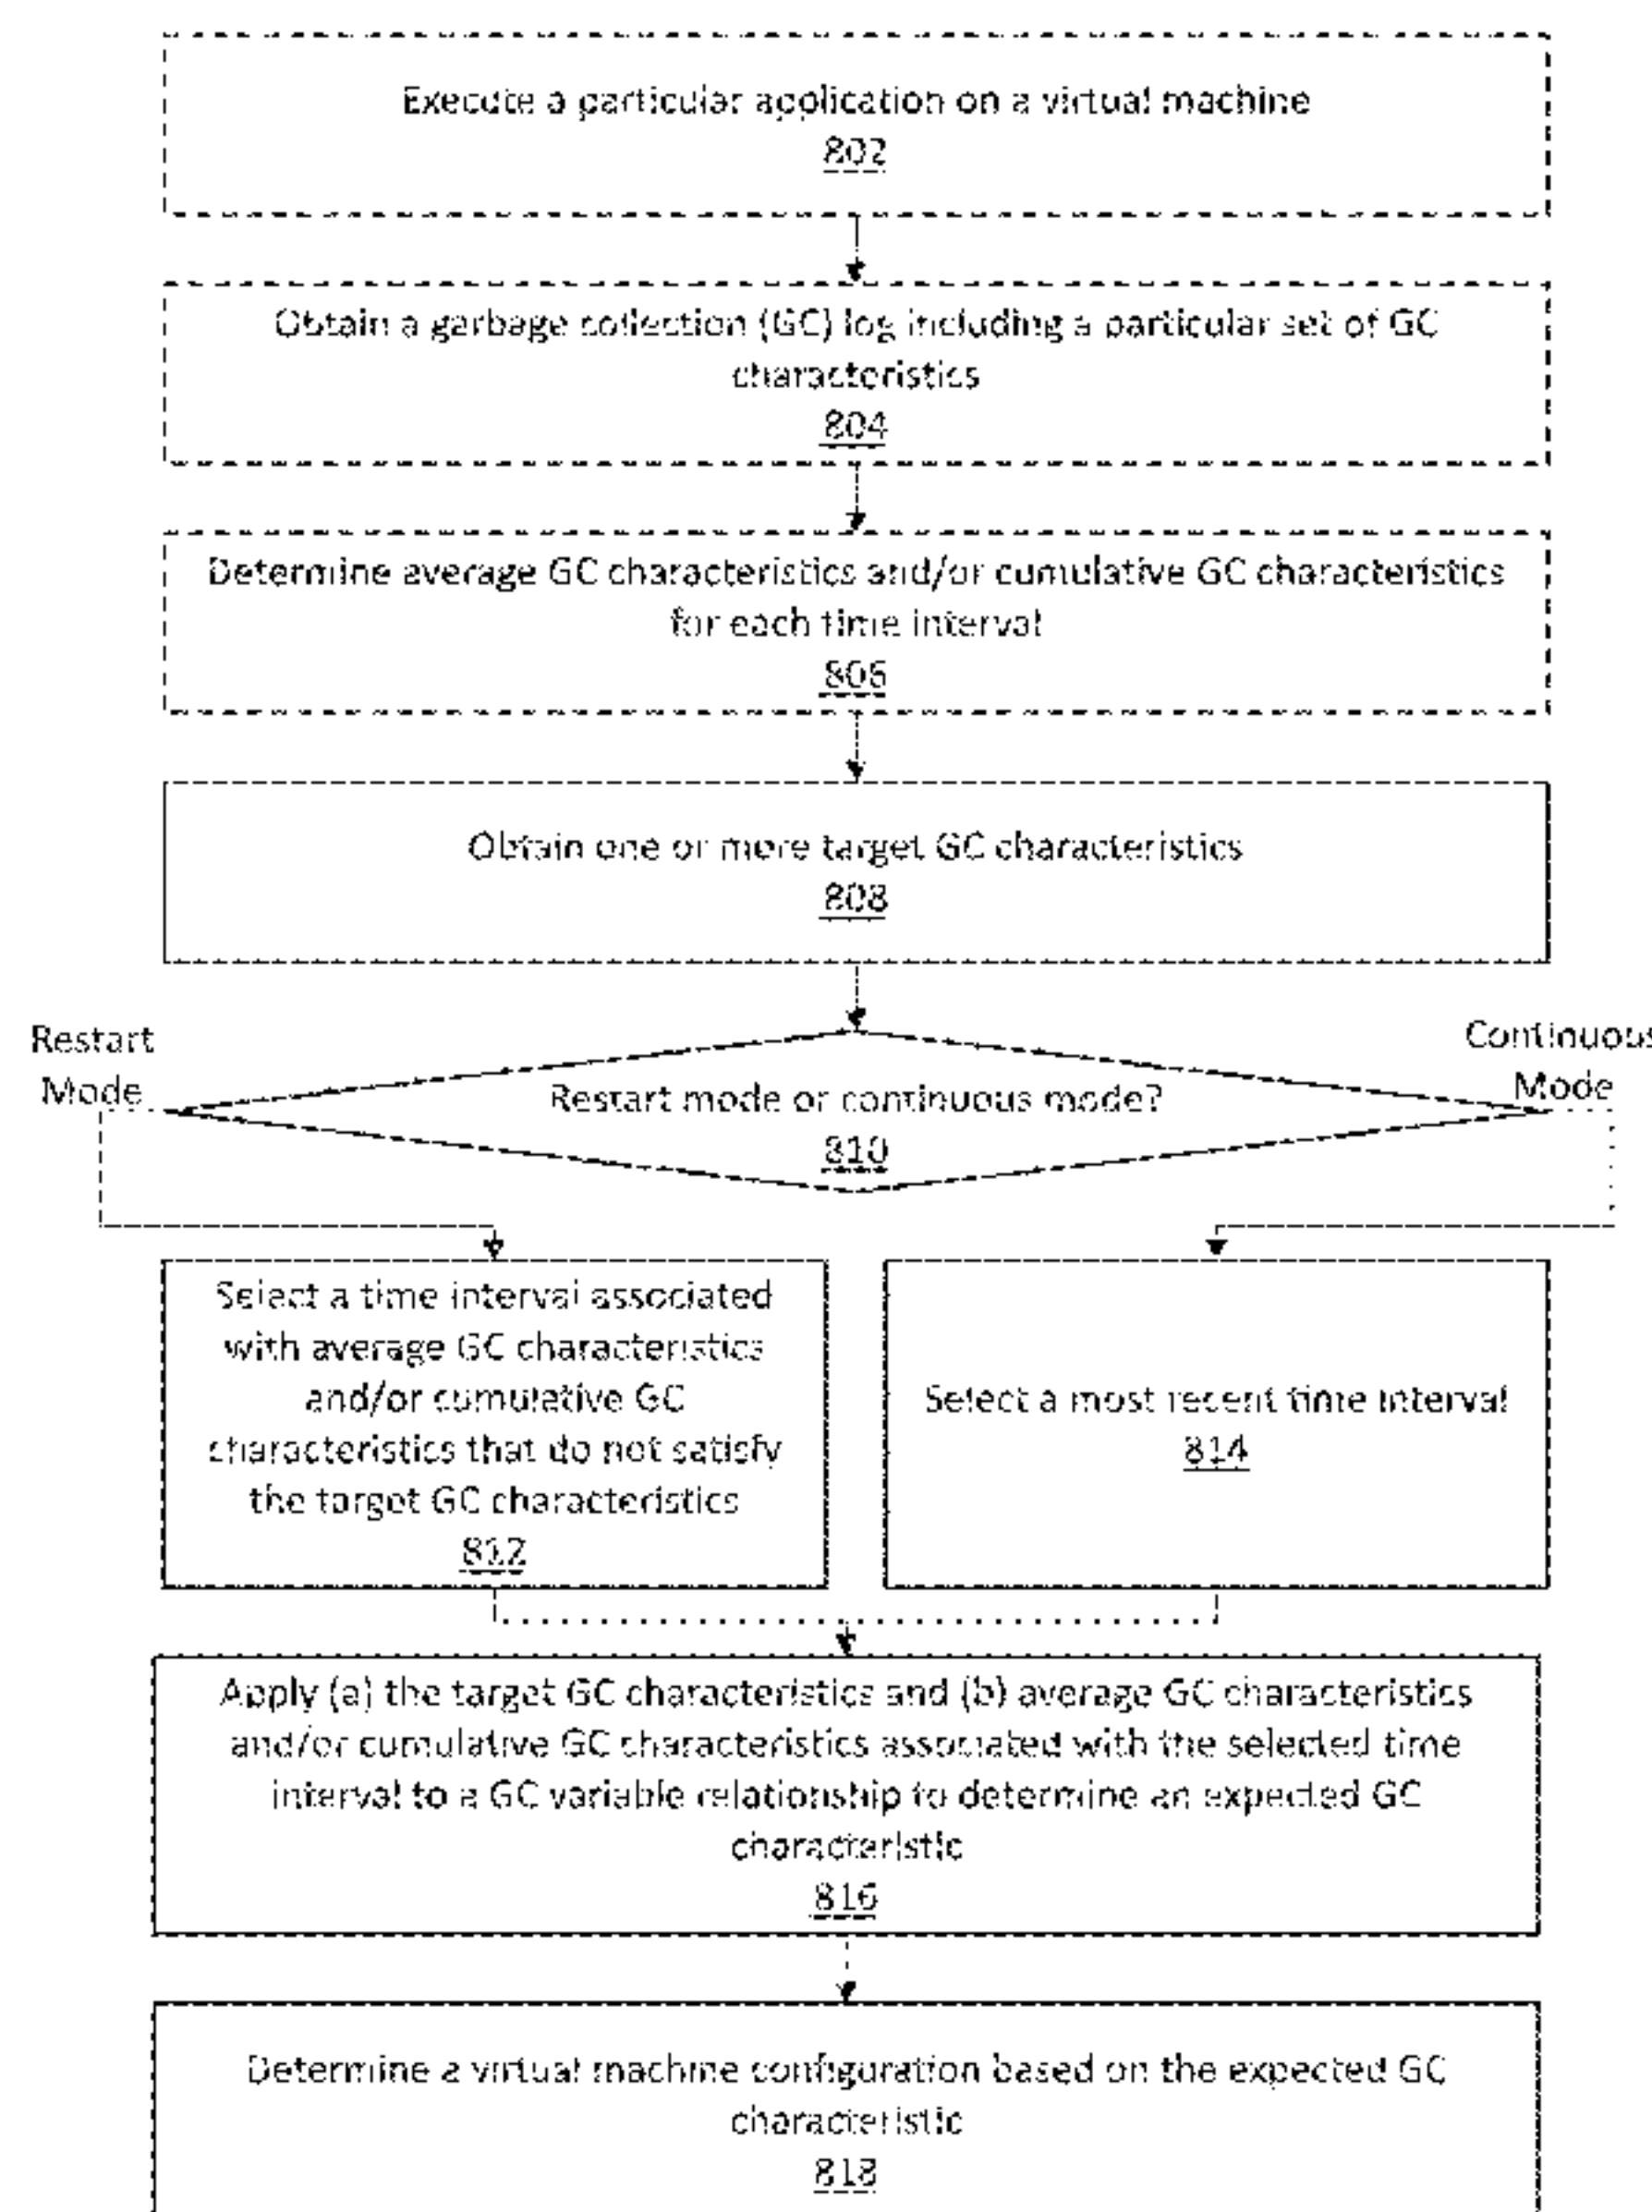 Execute a particular application on a virtual machine
802
Obtain a garbage collection (GC) log including a particular set of GC
characteristics
804
Determine average GC characteristics and/or cumulative GC characteristics
for each time interval
806
Obtain one or more target GC characteristics
808
Restart
Mode
Continuous
Mode
Restart mode or continuous mode?
810
Select a time interval associated
with average GC characteristics
and/or cumulative GC
characteristics that do not satisfy
the target GC characteristics
812
Select a most recent time interval
814
Apply (a) the target GC characteristics and (b) average GC characteristics
and/or cumulative GC characteristics associated with the selected time
interval to a GC variable relationship to determine an expected GC
characteristic
816
Determine a virtual machine configuration based on the expected GC
characteristic
818